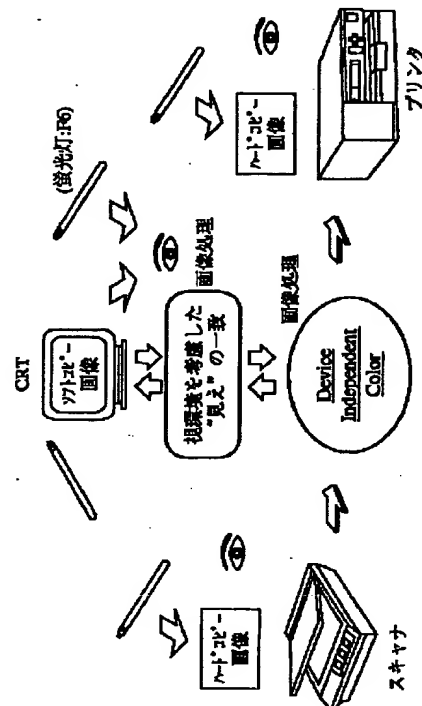 CRT
ソフトコピー
画像
(蛍光灯:F6)
視環境を考慮した
"見え"の一致
画像処理
画像処理
Device
Independent
Color
ハードコピー
画像
スキャナ
ハードコピー
画像
プリンタ